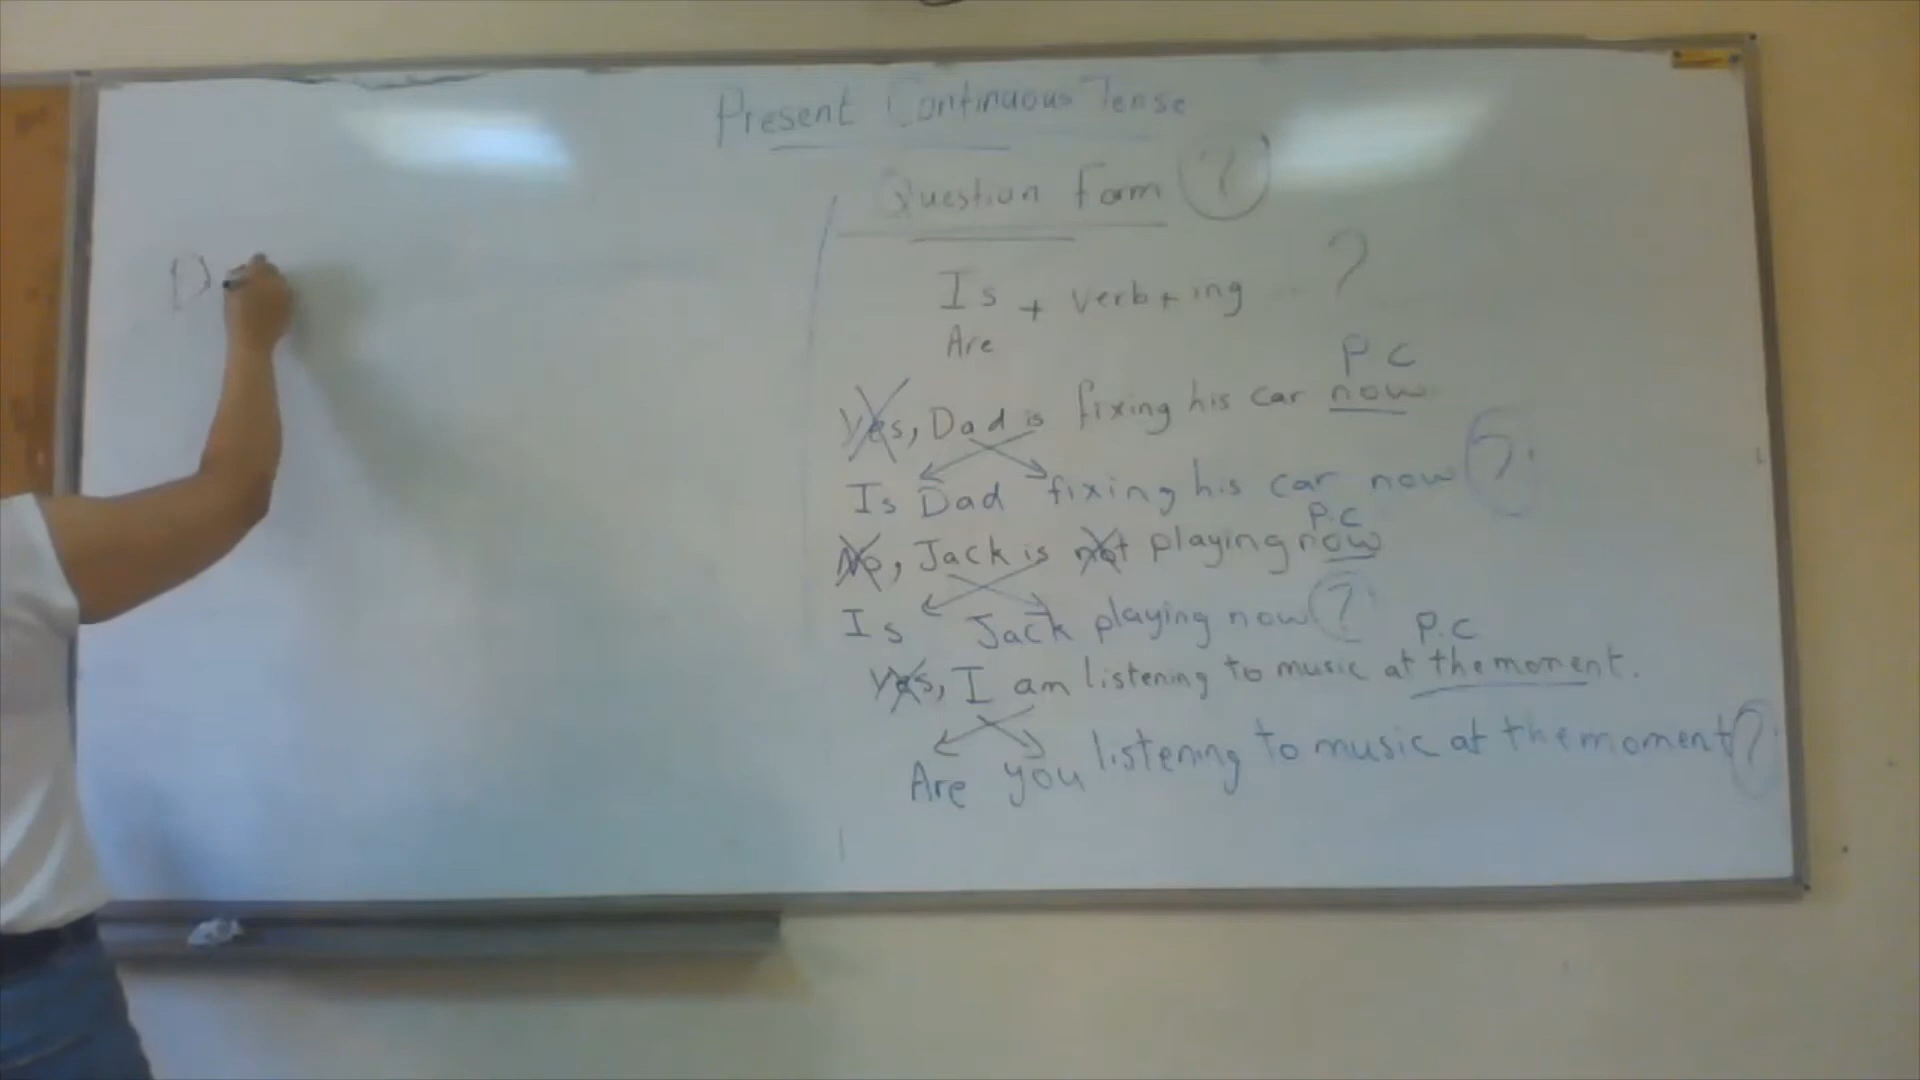 Present Continuous Tense
Question form ?
Is + verb + ing ... ?
Are
P C
Yes, Dad is fixing his car now
Is Dad fixing his car now ?
P.C
No, Jack is not playing now
Is Jack playing now ?
P.C
Yes, I am listening to music at the moment.
Are you listening to music at the moment ?